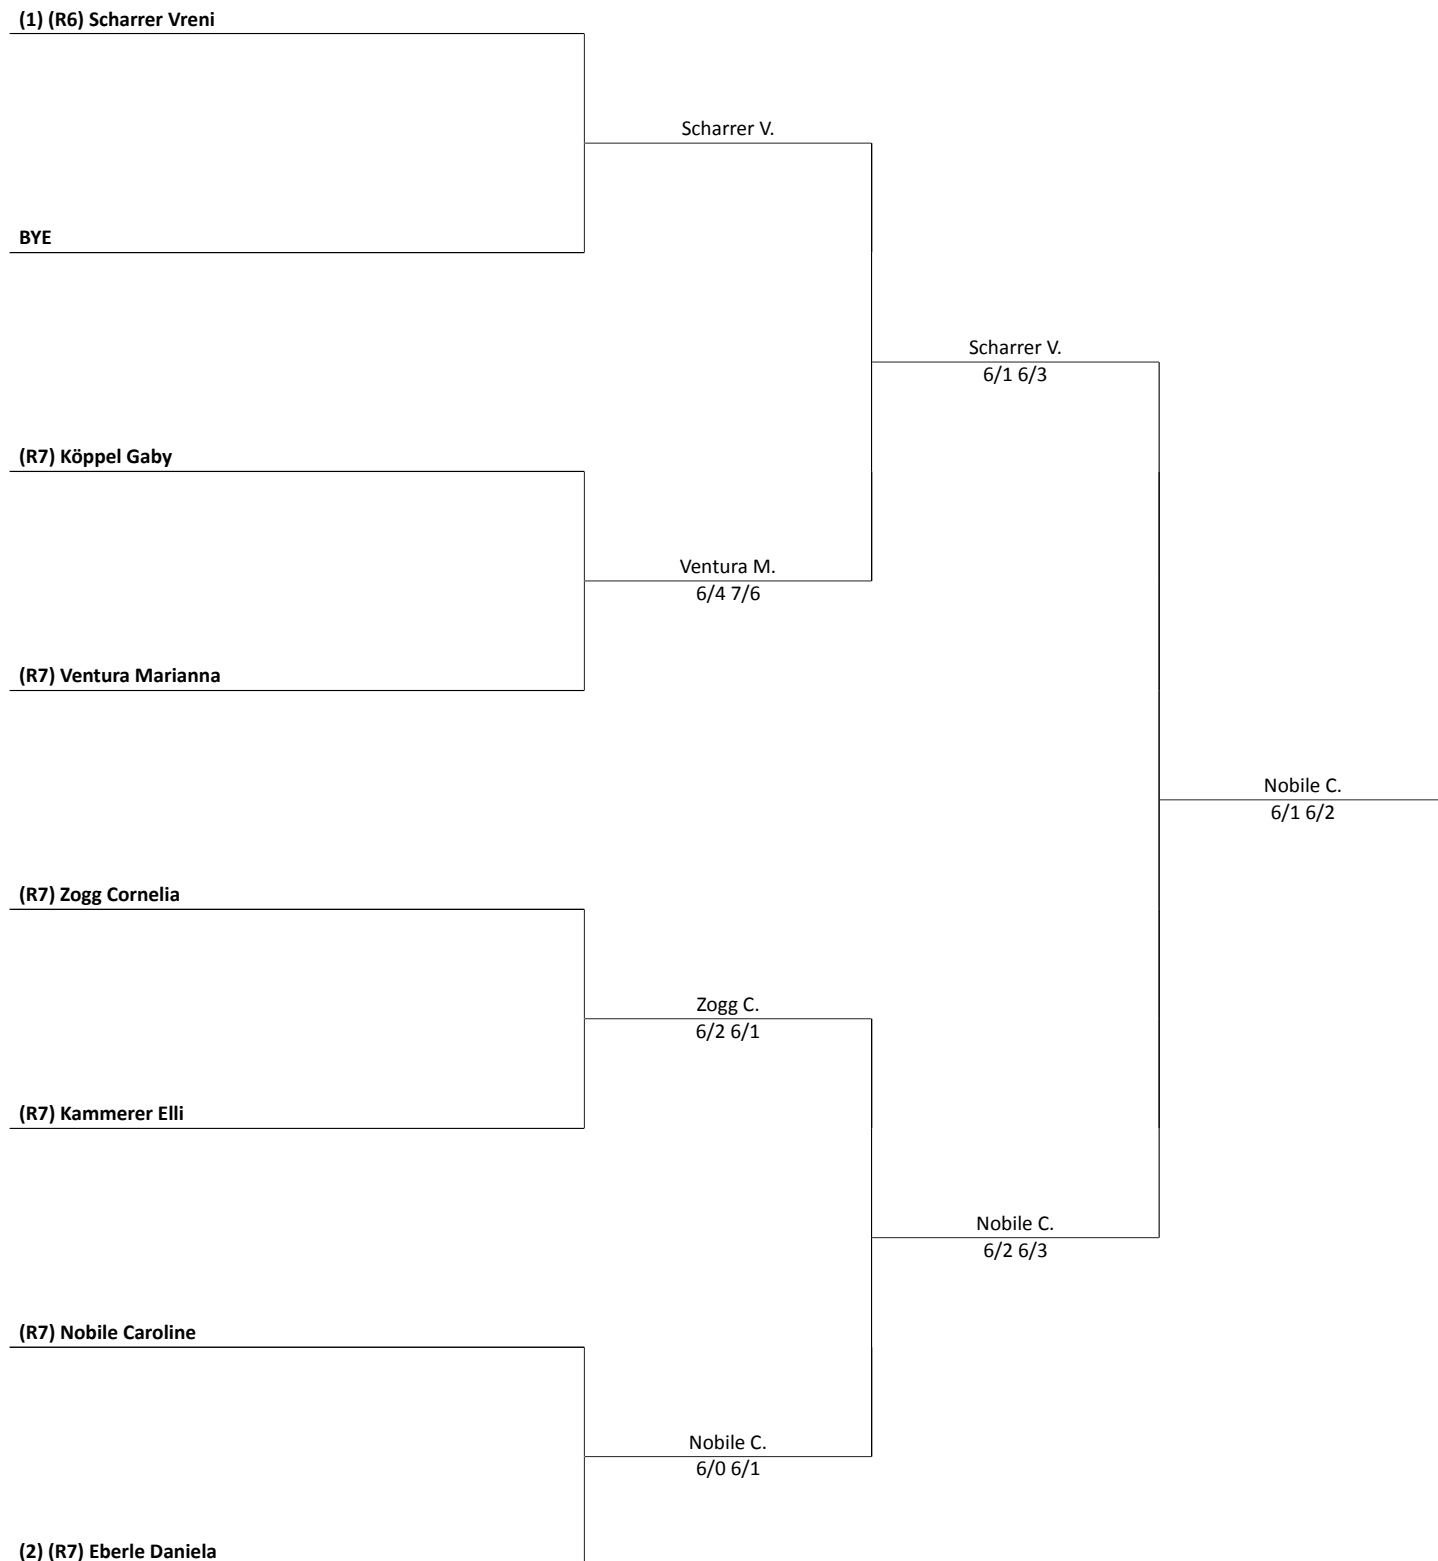 (1) (R6) Scharrer Vreni
Scharrer V.
BYE
Scharrer V.
6/1 6/3
(R7) Köppel Gaby
Ventura M.
6/4 7/6
(R7) Ventura Marianna
Nobile C.
6/1 6/2
(R7) Zogg Cornelia
Zogg C.
6/2 6/1
(R7) Kammerer Elli
Nobile C.
6/2 6/3
(R7) Nobile Caroline
Nobile C.
6/0 6/1
(2) (R7) Eberle Daniela